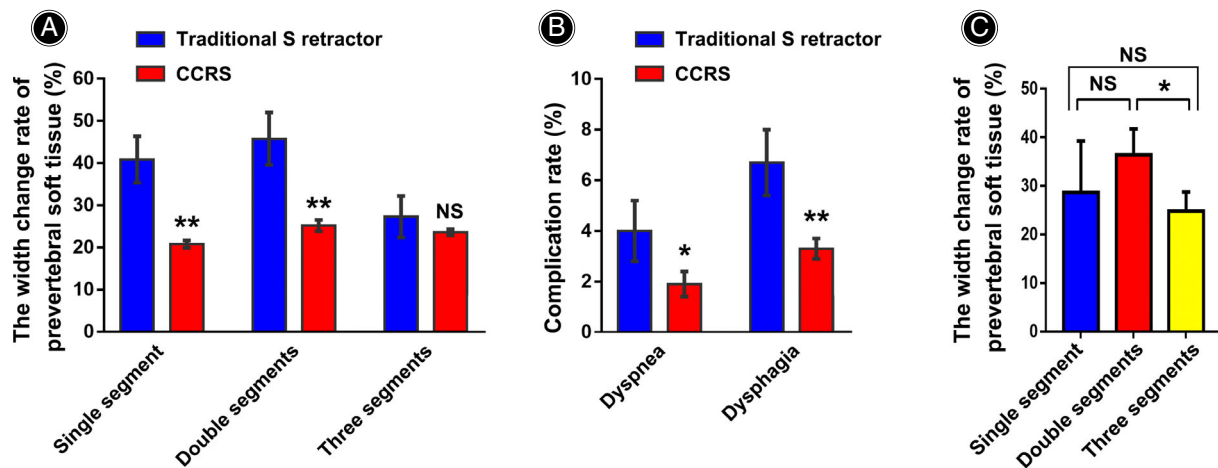 A
Traditional S retractor
CCRS
The width change rate of
prevertebral soft tissue (%)
60
50
40
30
20
10
0
**
**
NS
Single segment
Double segments
Three segments
B
Traditional S retractor
CCRS
Complication rate (%)
10
8
6
4
2
0
*
**
Dyspnea
Dysphagia
C
The width change rate of
prevertebral soft tissue (%)
NS
NS
*
50
40
30
20
10
0
Single segment
Double segments
Three segments